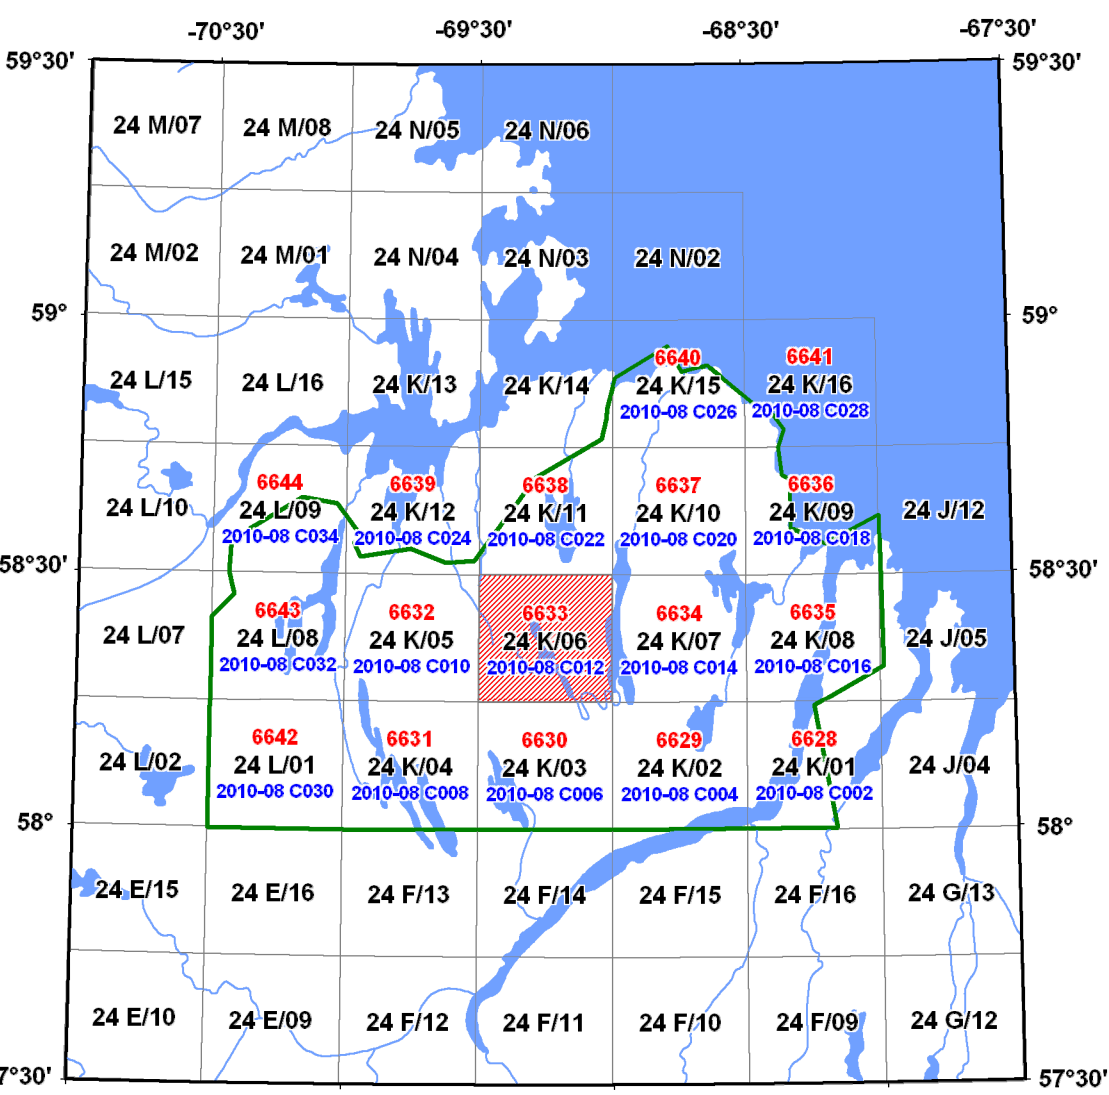 -70°30' -69°30' -68°30' -67°30'
59°30' 59°30'
24 M/07 24 M/08 24 N/05 24 N/06
24 M/02 24 M/01 24 N/04 24 N/03 24 N/02
59° 59°
6640 6641
24 L/15 24 L/16 24 K/13 24 K/14 24 K/15 24 K/16
2010-08 C026 2010-08 C028
6644 6639 6638 6637 6636
24 L/10 24 L/09 24 K/12 24 K/11 24 K/10 24 K/09 24 J/12
2010-08 C034 2010-08 C024 2010-08 C022 2010-08 C020 2010-08 C018
58°30' 58°30'
6643 6632 6633 6634 6635
24 L/07 24 L/08 24 K/05 24 K/06 24 K/07 24 K/08 24 J/05
2010-08 C032 2010-08 C010 2010-08 C012 2010-08 C014 2010-08 C016
6642 6631 6630 6629 6628
24 L/02 24 L/01 24 K/04 24 K/03 24 K/02 24 K/01 24 J/04
2010-08 C030 2010-08 C008 2010-08 C006 2010-08 C004 2010-08 C002
58° 58°
24 E/15 24 E/16 24 F/13 24 F/14 24 F/15 24 F/16 24 G/13
24 E/10 24 E/09 24 F/12 24 F/11 24 F/10 24 F/09 24 G/12
7°30' 57°30'